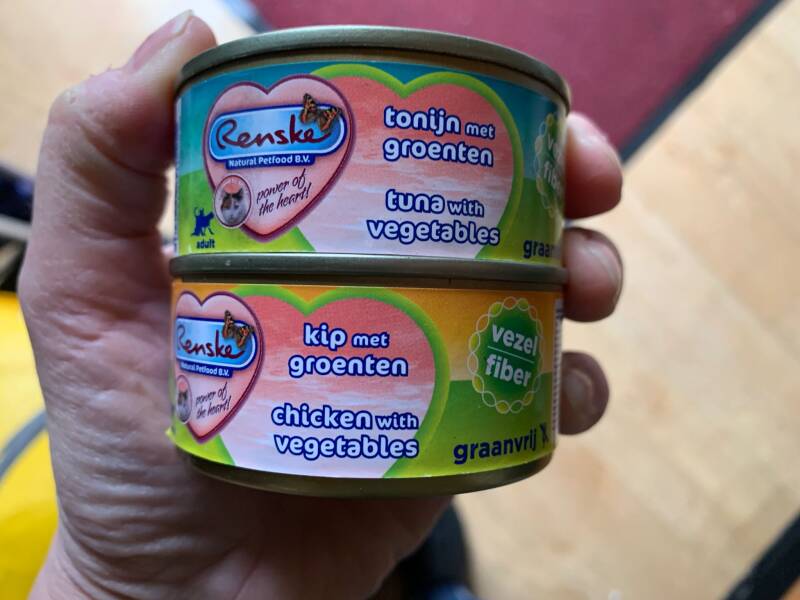 Renske
Natural Petfood B.V.
power of
the heart!
adult
tonijn met
groenten
tuna with
vegetables
Renske
Natural Petfood B.V.
power of
the heart!
kip met
groenten
chicken with
vegetables
vezel
fiber
graanvrij